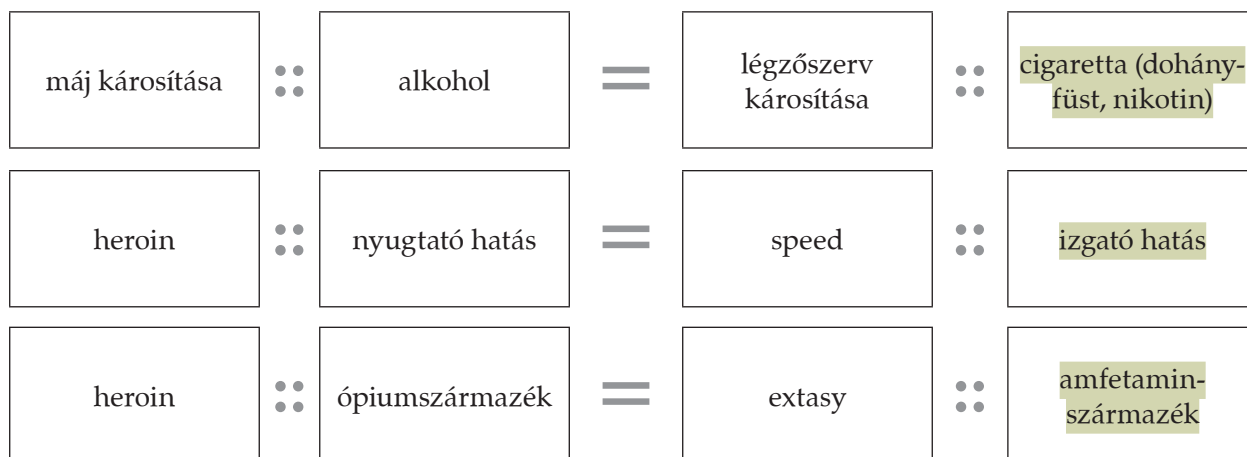 máj károsítása
alkohol
=
légzőszerv
károsítása
cigaretta (dohány-
füst, nikotin)
heroin
nyugtató hatás
=
speed
izgató hatás
heroin
ópiumszármazék
=
extasy
amfetamin-
származék